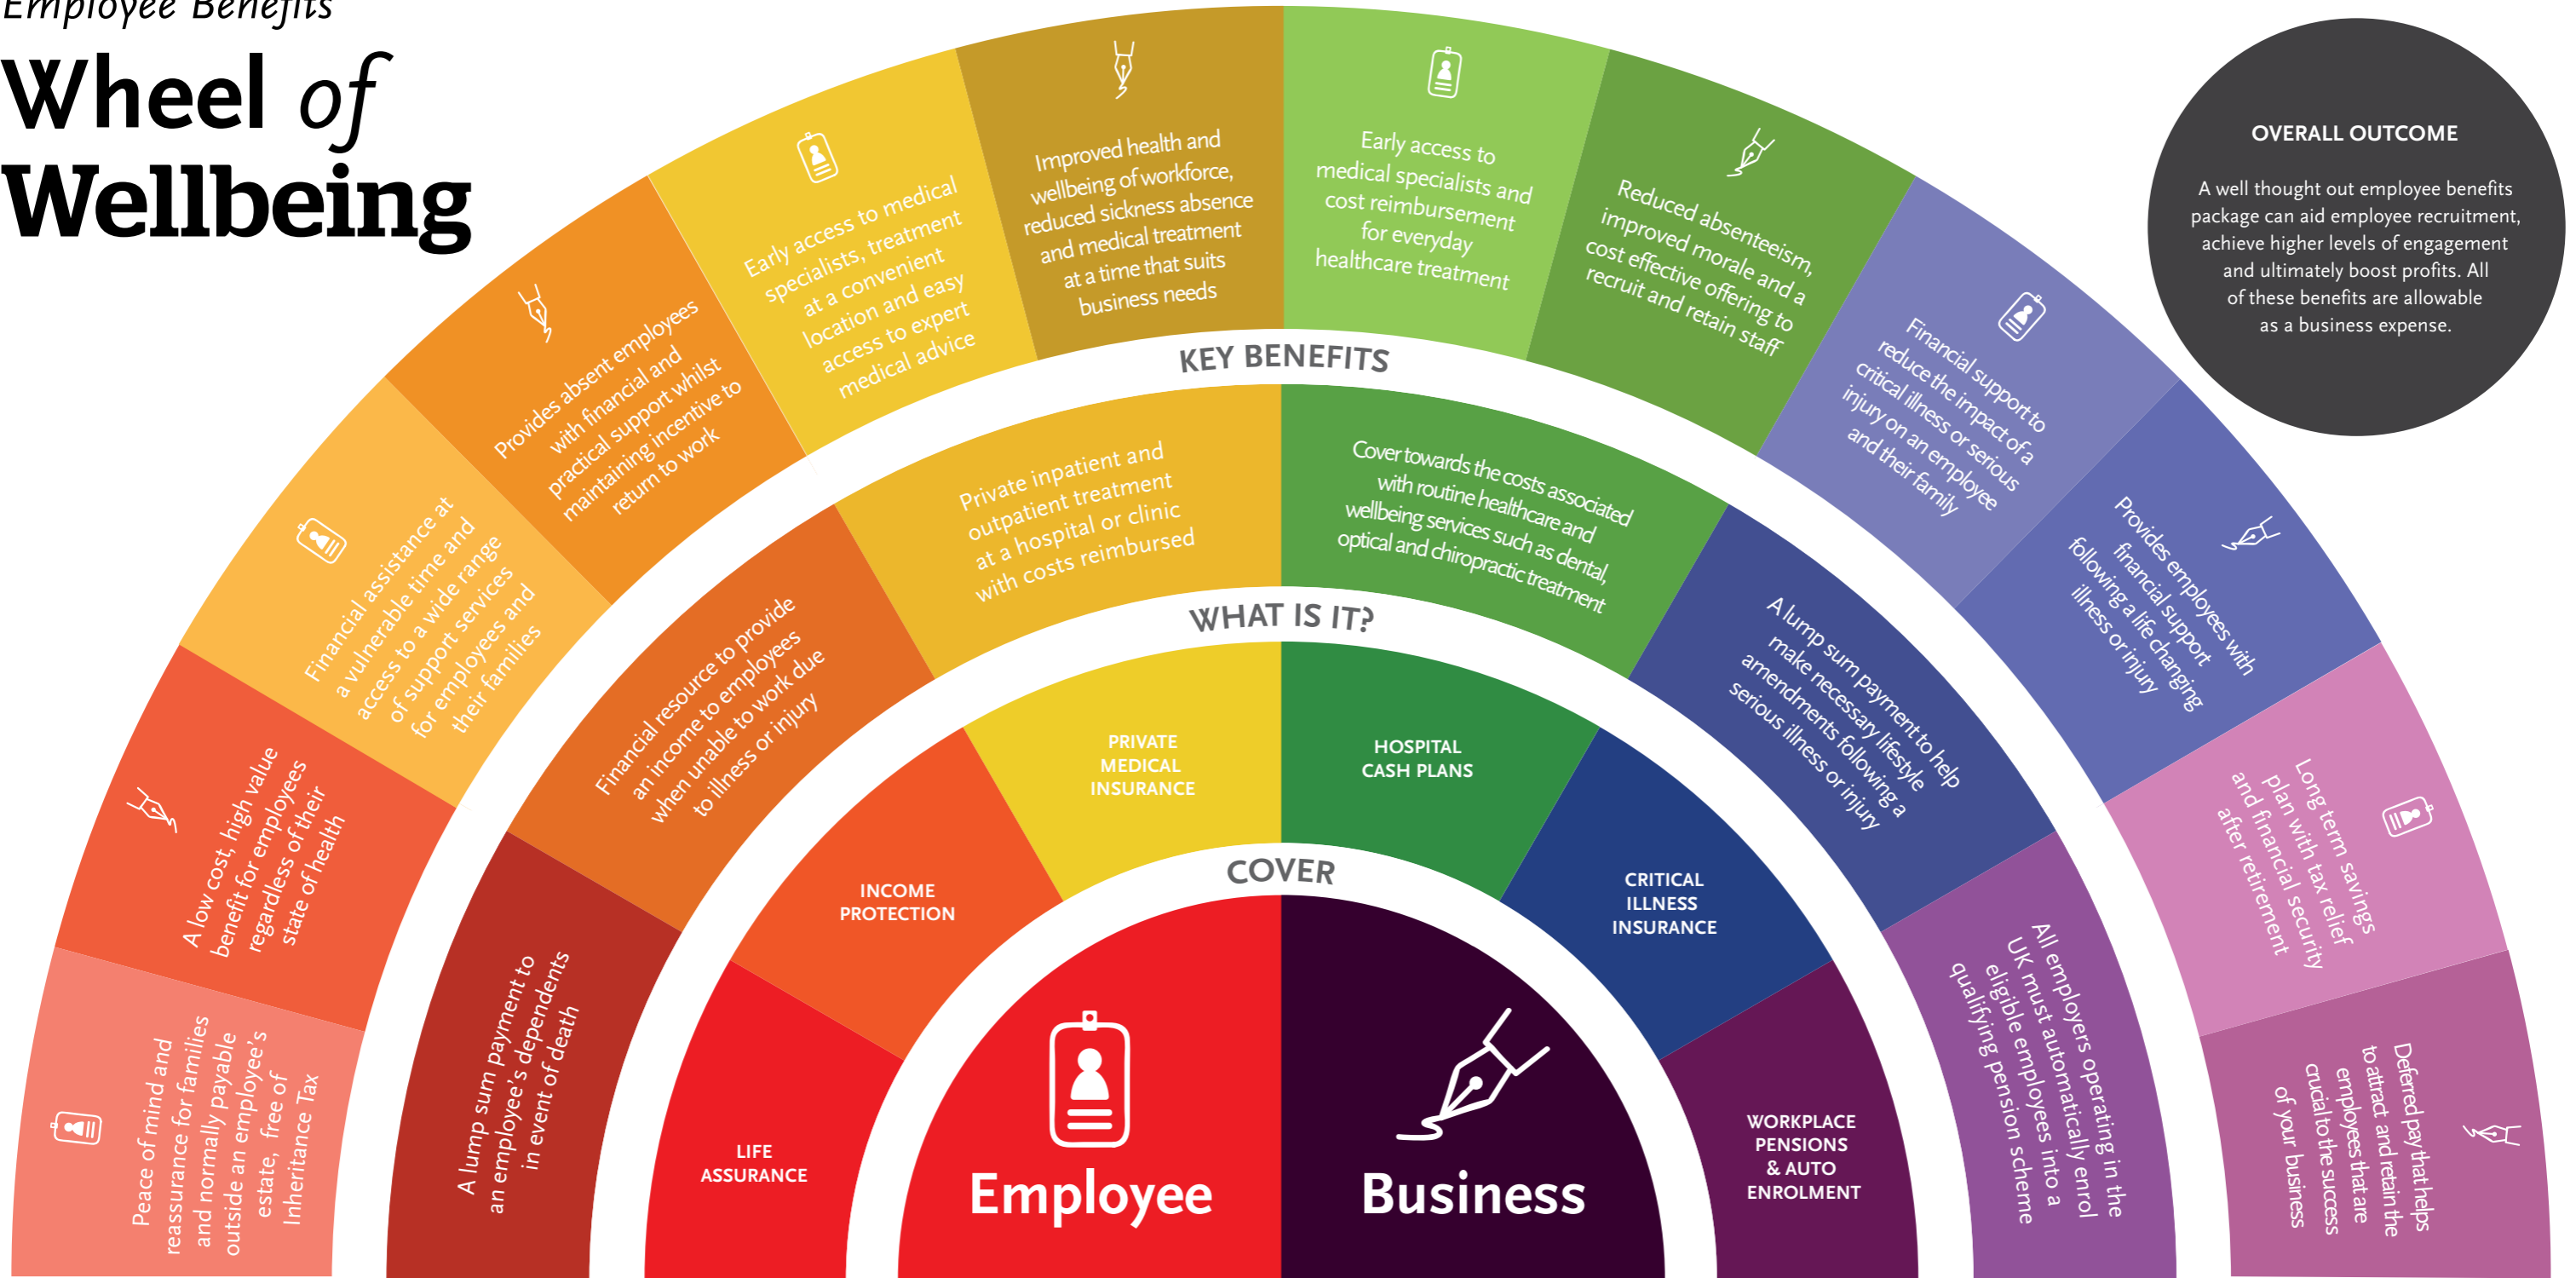 Employee Benefits
Wheel of
Wellbeing
OVERALL OUTCOME
A well thought out employee benefits
package can aid employee recruitment,
achieve higher levels of engagement
and ultimately boost profits. All
of these benefits are allowable
as a business expense.
KEY BENEFITS
Peace of mind and
reassurance for families
and normally payable
outside an employee's
estate, free of
Inheritance Tax
A low cost, high value
benefit for employees
regardless of their
state of health
Financial assistance at
a vulnerable time and
access to a wide range
of support services
for employees and
their families
Provides absent employees
with financial and
practical support whilst
maintaining incentive to
return to work
Early access to medical
specialists, treatment
at a convenient
location and easy
access to expert
medical advice
Improved health and
wellbeing of workforce,
reduced sickness absence
and medical treatment
at a time that suits
business needs
Early access to
medical specialists and
cost reimbursement
for everyday
healthcare treatment
Reduced absenteeism,
improved morale and a
cost effective offering to
recruit and retain staff
Financial support to
reduce the impact of a
critical illness or serious
injury on an employee
and their family
Provides employees with
financial support
following a life changing
illness or injury
Long term savings
plan with tax relief
and financial security
after retirement
Deferred pay that helps
to attract and retain the
employees that are
crucial to the success
of your business
WHAT IS IT?
A lump sum payment to
an employee's dependents
in event of death
Financial resource to provide
an income to employees
when unable to work due
to illness or injury
Private inpatient and
outpatient treatment
at a hospital or clinic
with costs reimbursed
Cover towards the costs associated
with routine healthcare and
wellbeing services such as dental,
optical and chiropractic treatment
A lump sum payment to help
make necessary lifestyle
amendments following a
serious illness or injury
All employers operating in the
UK must automatically enrol
eligible employees into a
qualifying pension scheme
COVER
LIFE
ASSURANCE
INCOME
PROTECTION
PRIVATE
MEDICAL
INSURANCE
HOSPITAL
CASH PLANS
CRITICAL
ILLNESS
INSURANCE
WORKPLACE
PENSIONS
& AUTO
ENROLMENT
Employee
Business